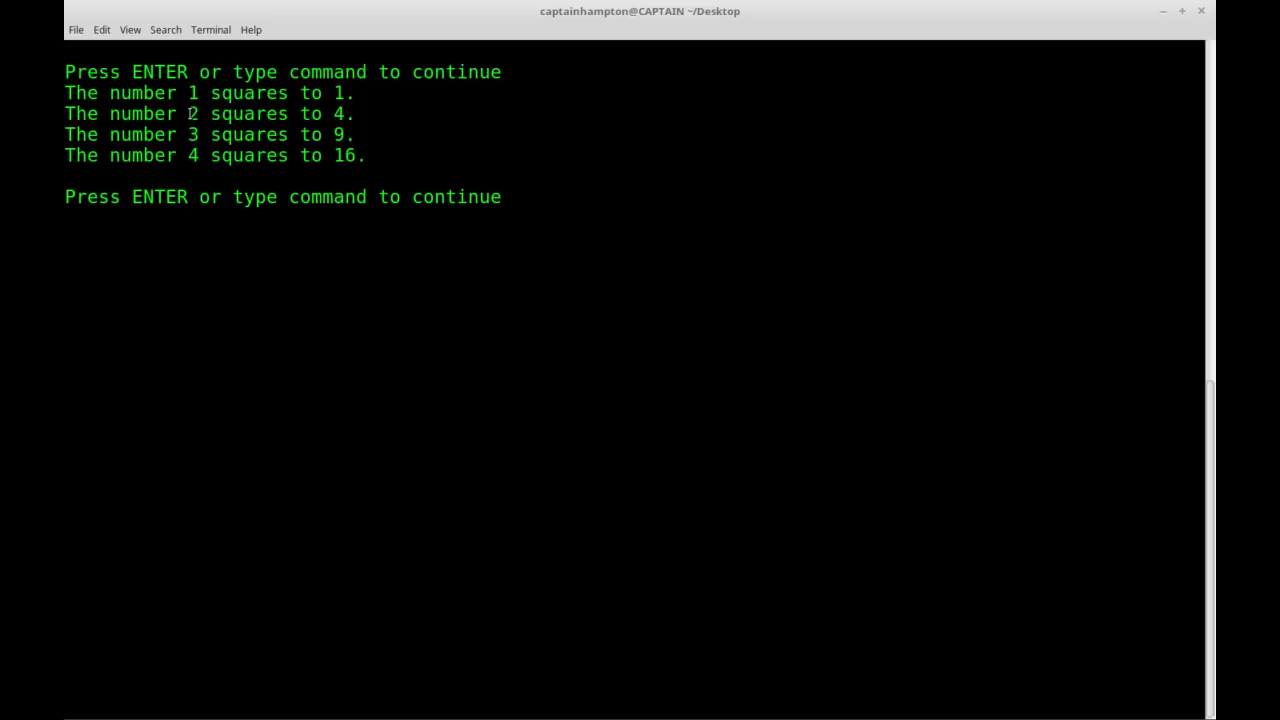 captainhampton@CAPTAIN ~/Desktop
File Edit View Search Terminal Help
Press ENTER or type command to continue
The number 1 squares to 1.
The number 2 squares to 4.
The number 3 squares to 9.
The number 4 squares to 16.
Press ENTER or type command to continue